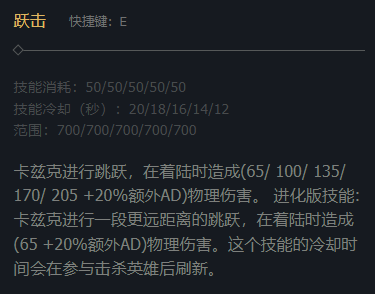 跃击 快捷键：E
技能消耗：50/50/50/50/50
技能冷却（秒）：20/18/16/14/12
范围：700/700/700/700/700
卡兹克进行跳跃，在着陆时造成(65/ 100/ 135/
170/ 205 +20%额外AD)物理伤害。 进化版技能:
卡兹克进行一段更远距离的跳跃，在着陆时造成
(65 +20%额外AD)物理伤害。这个技能的冷却时
间会在参与击杀英雄后刷新。